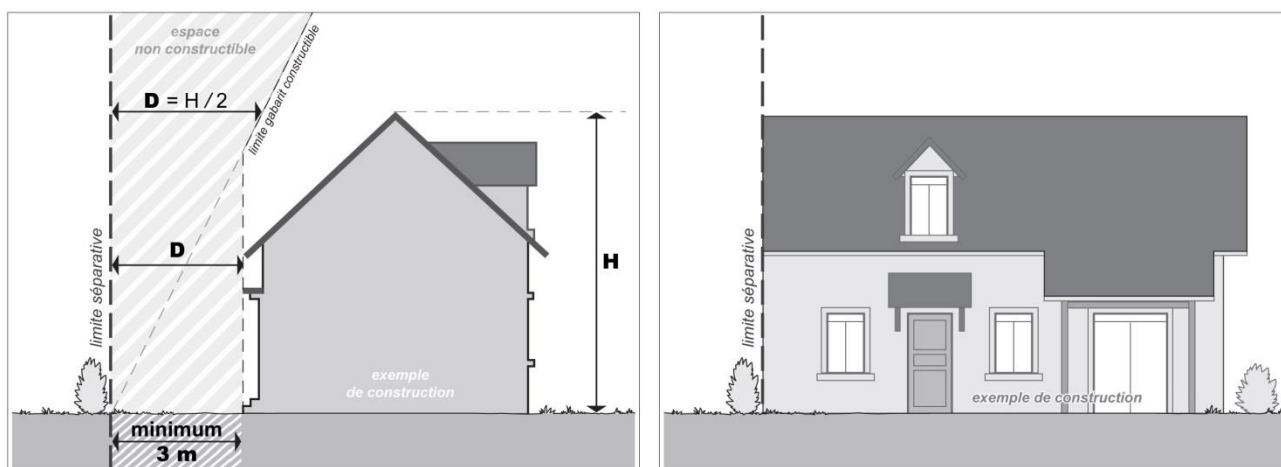 espace
non constructible
D = H / 2
limite gabarit constructible
D
H
limite séparative
exemple
de construction
minimum
3 m
limite séparative
exemple de construction